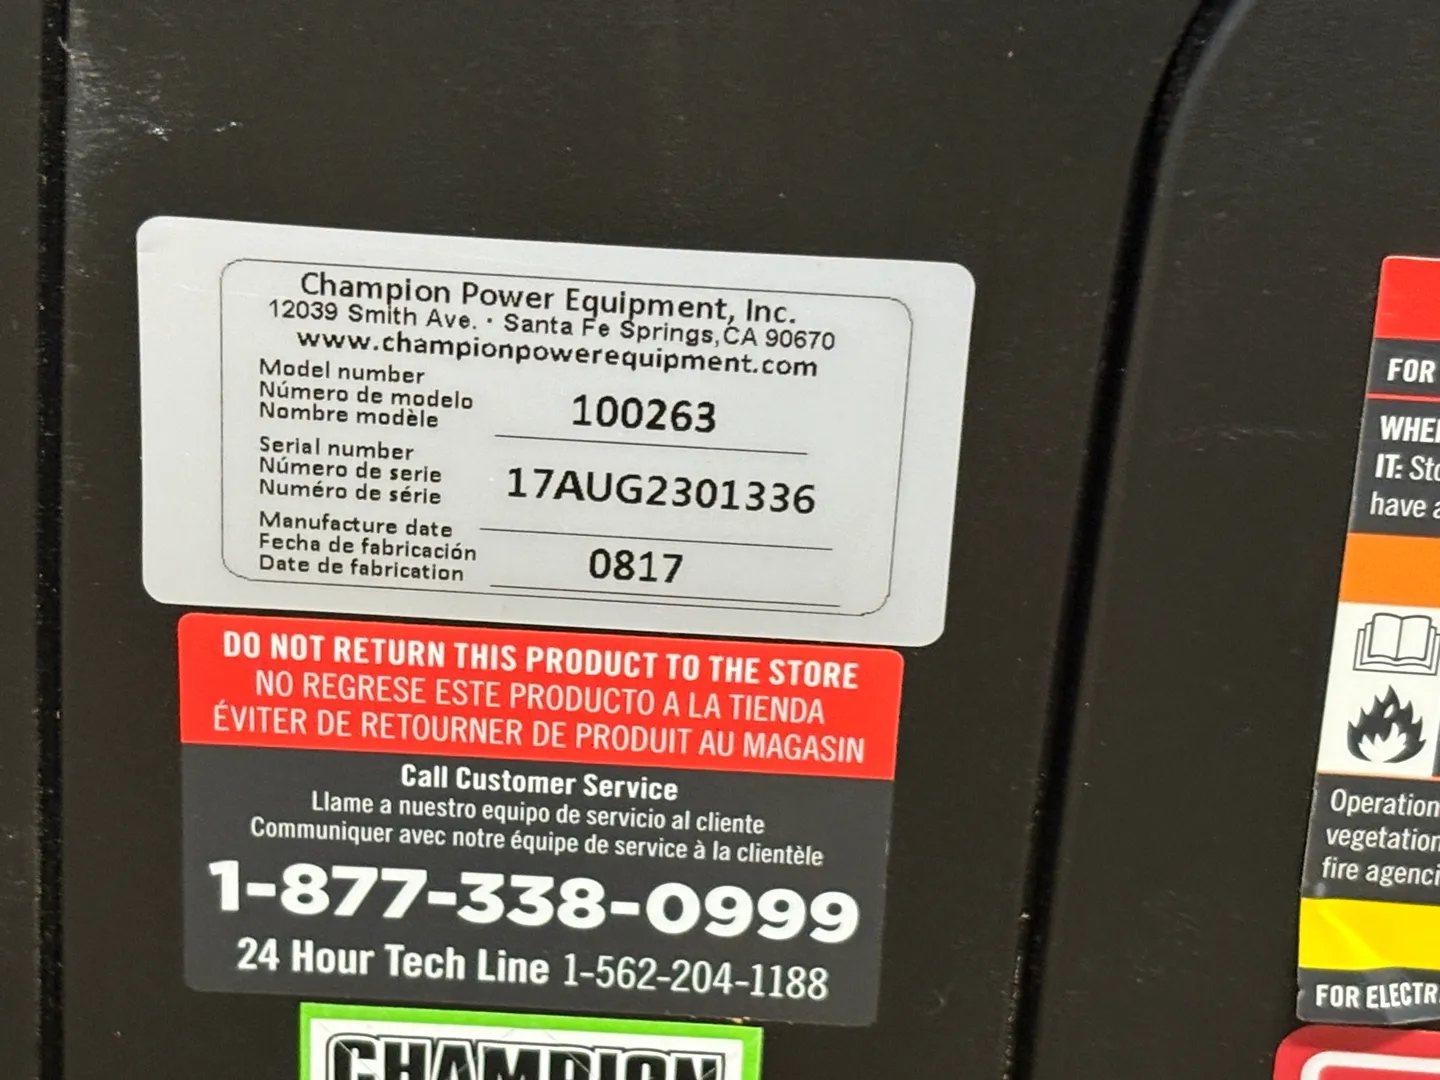 Champion Power Equipment, Inc.
12039 Smith Ave. · Santa Fe Springs, CA 90670
www.championpowerequipment.com
Model number
Número de modelo
Nombre modèle
100263
Serial number
Número de serie
Numéro de série
17AUG2301336
Manufacture date
Fecha de fabricación
Date de fabrication
0817
DO NOT RETURN THIS PRODUCT TO THE STORE
NO REGRESE ESTE PRODUCTO A LA TIENDA
ÉVITER DE RETOURNER DE PRODUIT AU MAGASIN
Call Customer Service
Llame a nuestro equipo de servicio al cliente
Communiquer avec notre équipe de service à la clientèle
1-877-338-0999
24 Hour Tech Line 1-562-204-1188
CHAMPION
FOR
IT:
have a
Operation
vegetation
fire
FOR